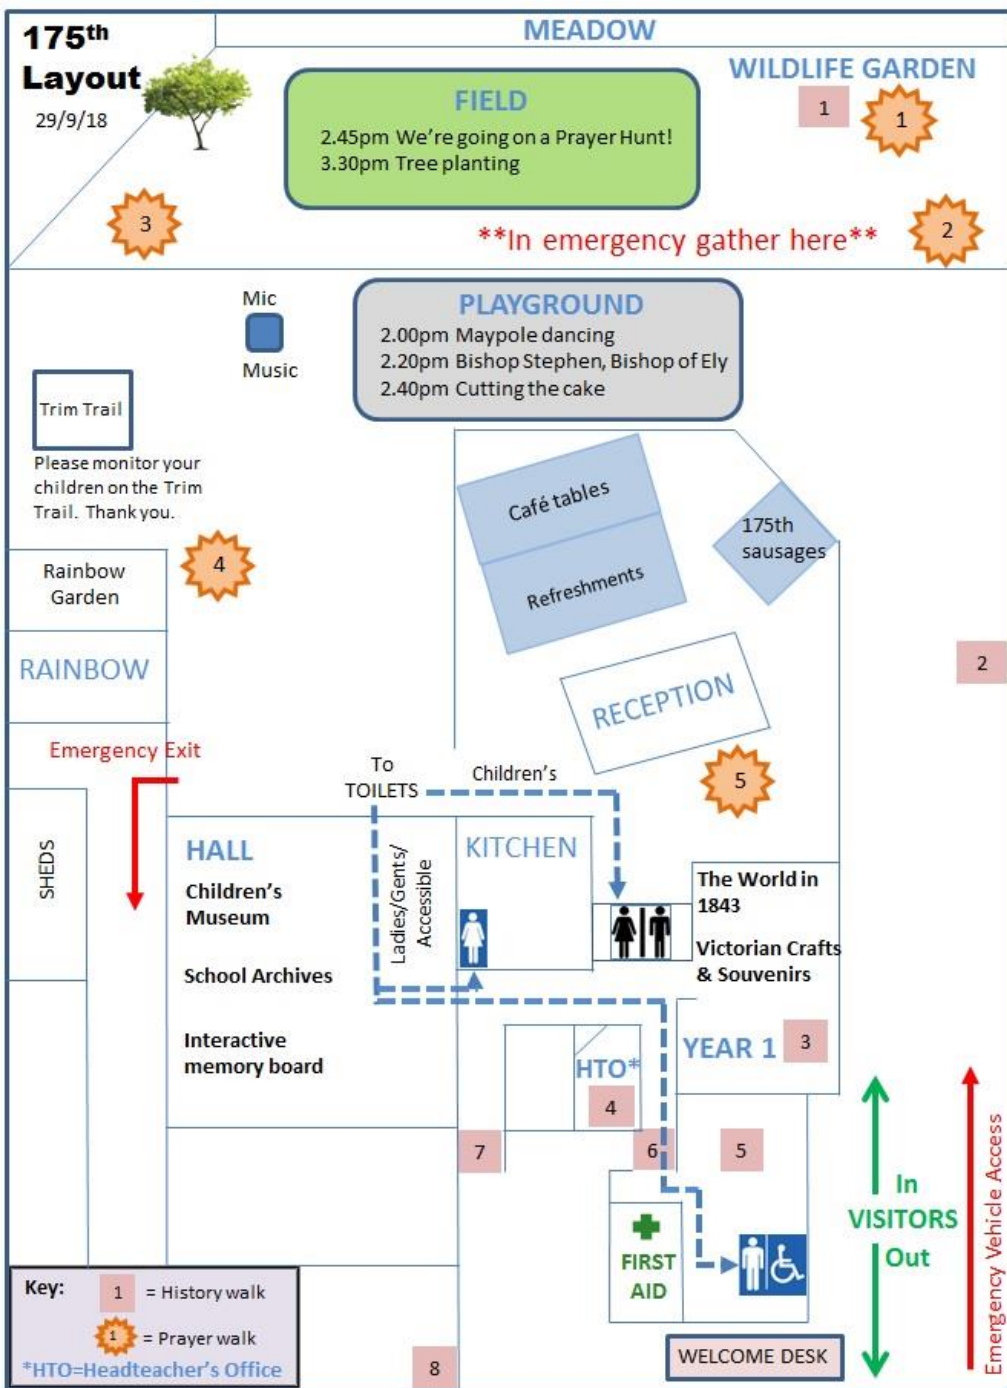 175th
Layout
29/9/18
MEADOW
WILDLIFE GARDEN
1
1
FIELD
2.45pm We're going on a Prayer Hunt!
3.30pm Tree planting
3
2
**In emergency gather here**
Mic
Music
PLAYGROUND
2.00pm Maypole dancing
2.20pm Bishop Stephen, Bishop of Ely
2.40pm Cutting the cake
Trim Trail
Please monitor your
children on the Trim
Trail. Thank you.
Café tables
Refreshments
175th
sausages
4
Rainbow
Garden
RAINBOW
2
RECEPTION
Emergency Exit
To
TOILETS
Children's
5
SHEDS
HALL
Children's
Museum
School Archives
Interactive
memory board
Ladies/Gents/
Accessible
KITCHEN
The World in
1843
Victorian Crafts
& Souvenirs
YEAR 1
3
HTO*
4
7
6
5
In
VISITORS
Out
Emergency Vehicle Access
FIRST
AID
WELCOME DESK
8
Key:
1 = History walk
1 = Prayer walk
*HTO=Headteacher's Office